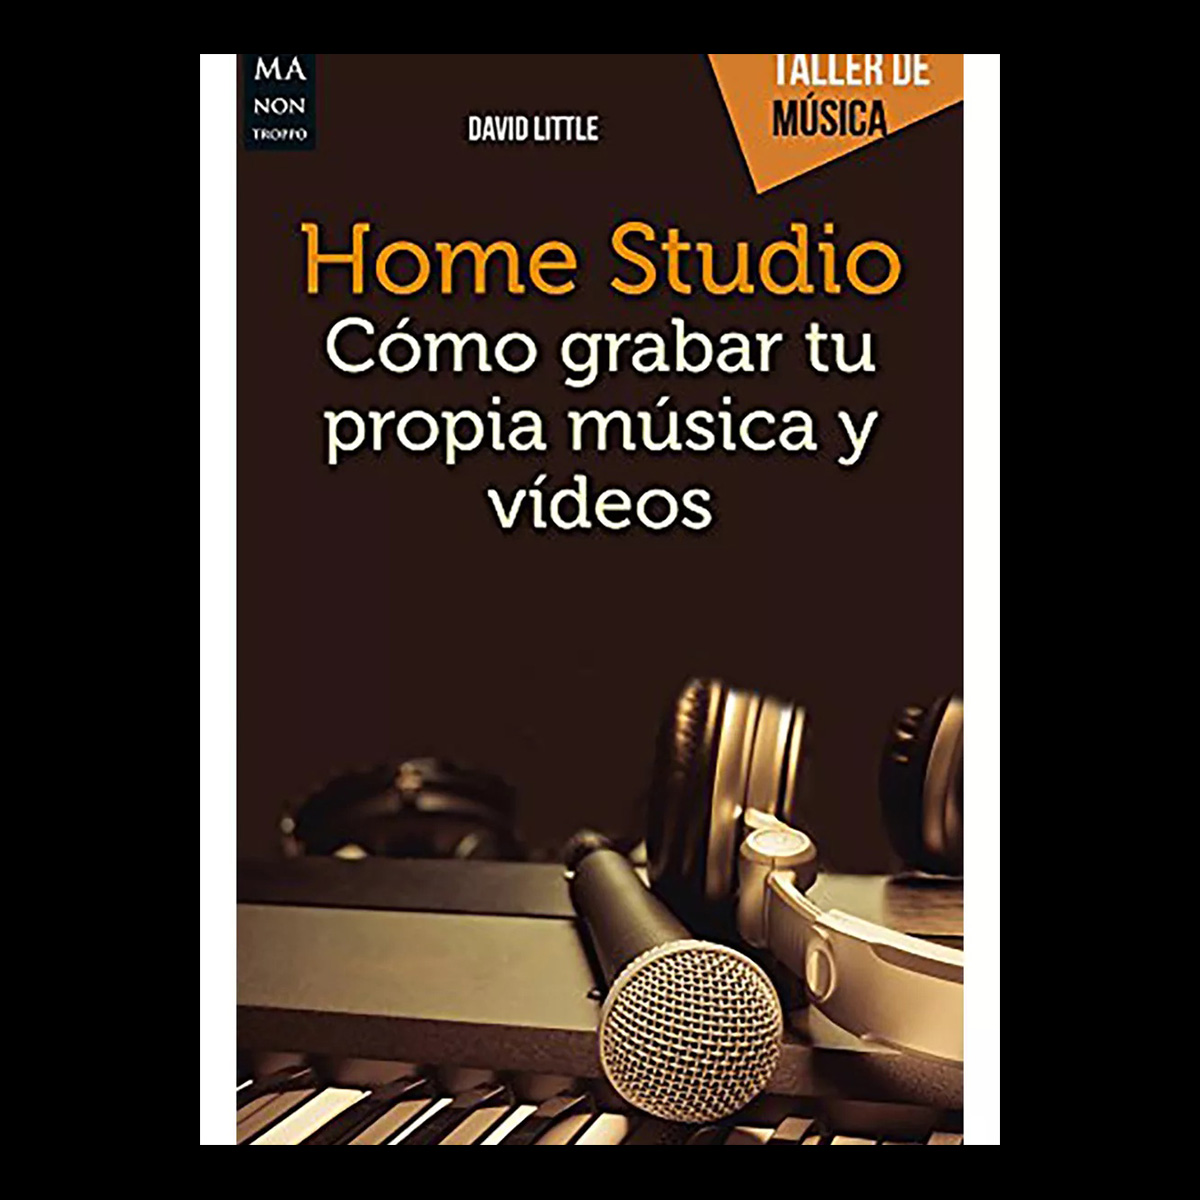 MA
NON
TROPPO
DAVID LITTLE
TALLER DE
MÚSICA
Home Studio
Cómo grabar tu
propia música y
vídeos